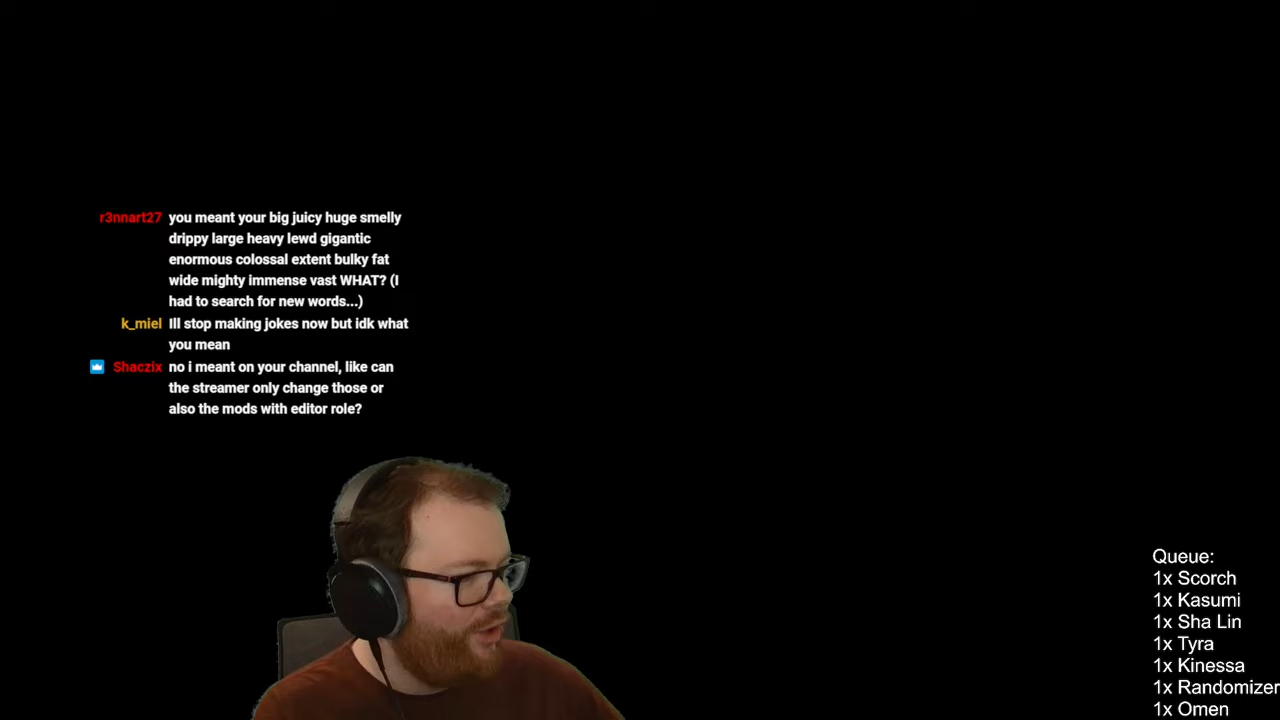 r3nnart27 you meant your big juicy huge smelly
drippy large heavy lewd gigantic
enormous colossal extent bulky fat
wide mighty immense vast WHAT? (I
had to search for new words...)
k_miel Ill stop making jokes now but idk what
you mean
Shaczix no i meant on your channel, like can
the streamer only change those or
also the mods with editor role?
Queue:
1x Scorch
1x Kasumi
1x Sha Lin
1x Tyra
1x Kinessa
1x Randomizer
1x Omen